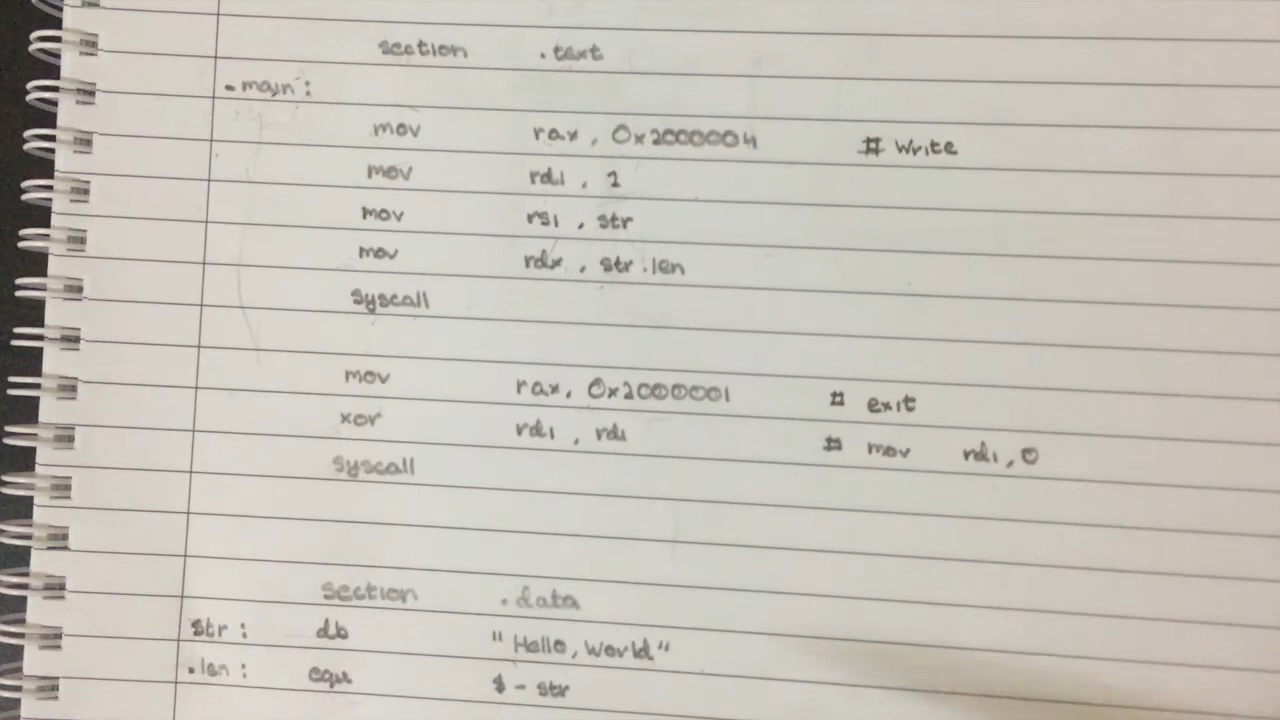 section .text
.main:
mov rax, 0x2000004 # Write
mov rdi, 1
mov rsi, str
mov rdx, str.len
syscall
mov rax, 0x2000001 # exit
xor rdi, rdi # mov rdi, 0
syscall
section .data
str: db "Hello, World"
.len: equ $ - str